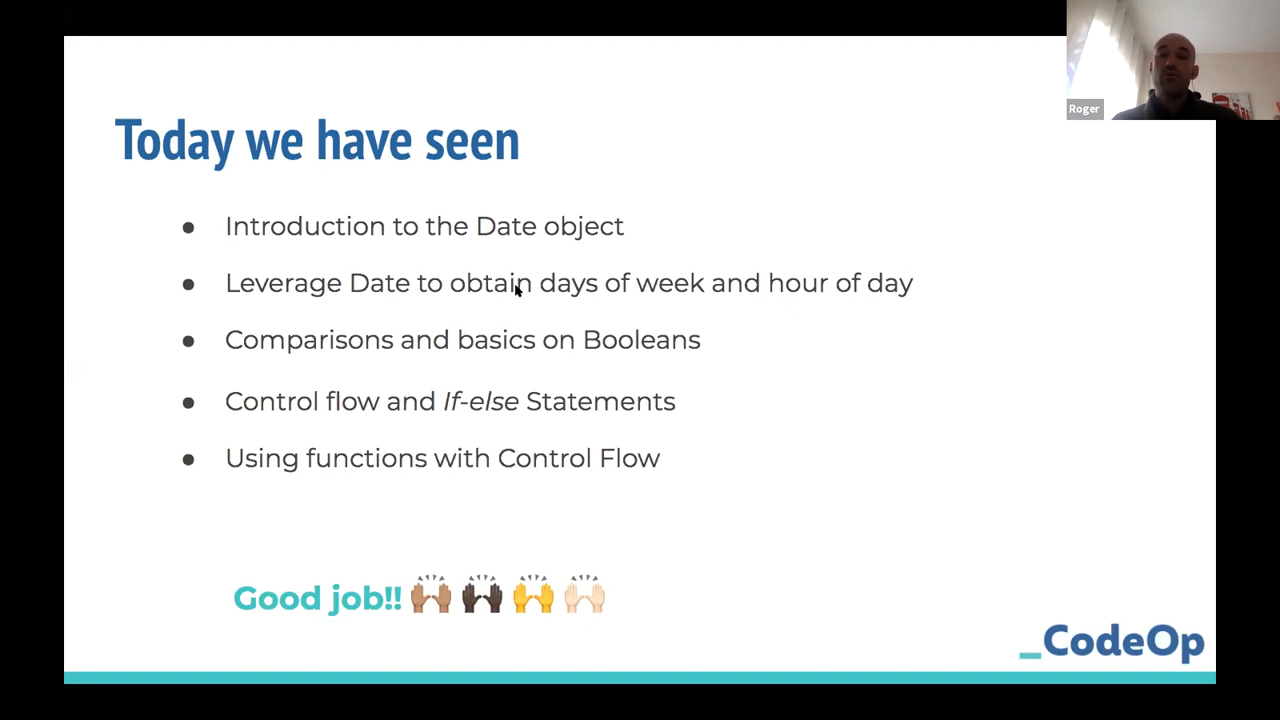 Roger
Today we have seen
● Introduction to the Date object
● Leverage Date to obtain days of week and hour of day
● Comparisons and basics on Booleans
● Control flow and If-else Statements
● Using functions with Control Flow
Good job!! 🙌🏽 🙌🏿 🙌 🙌🏻
_CodeOp